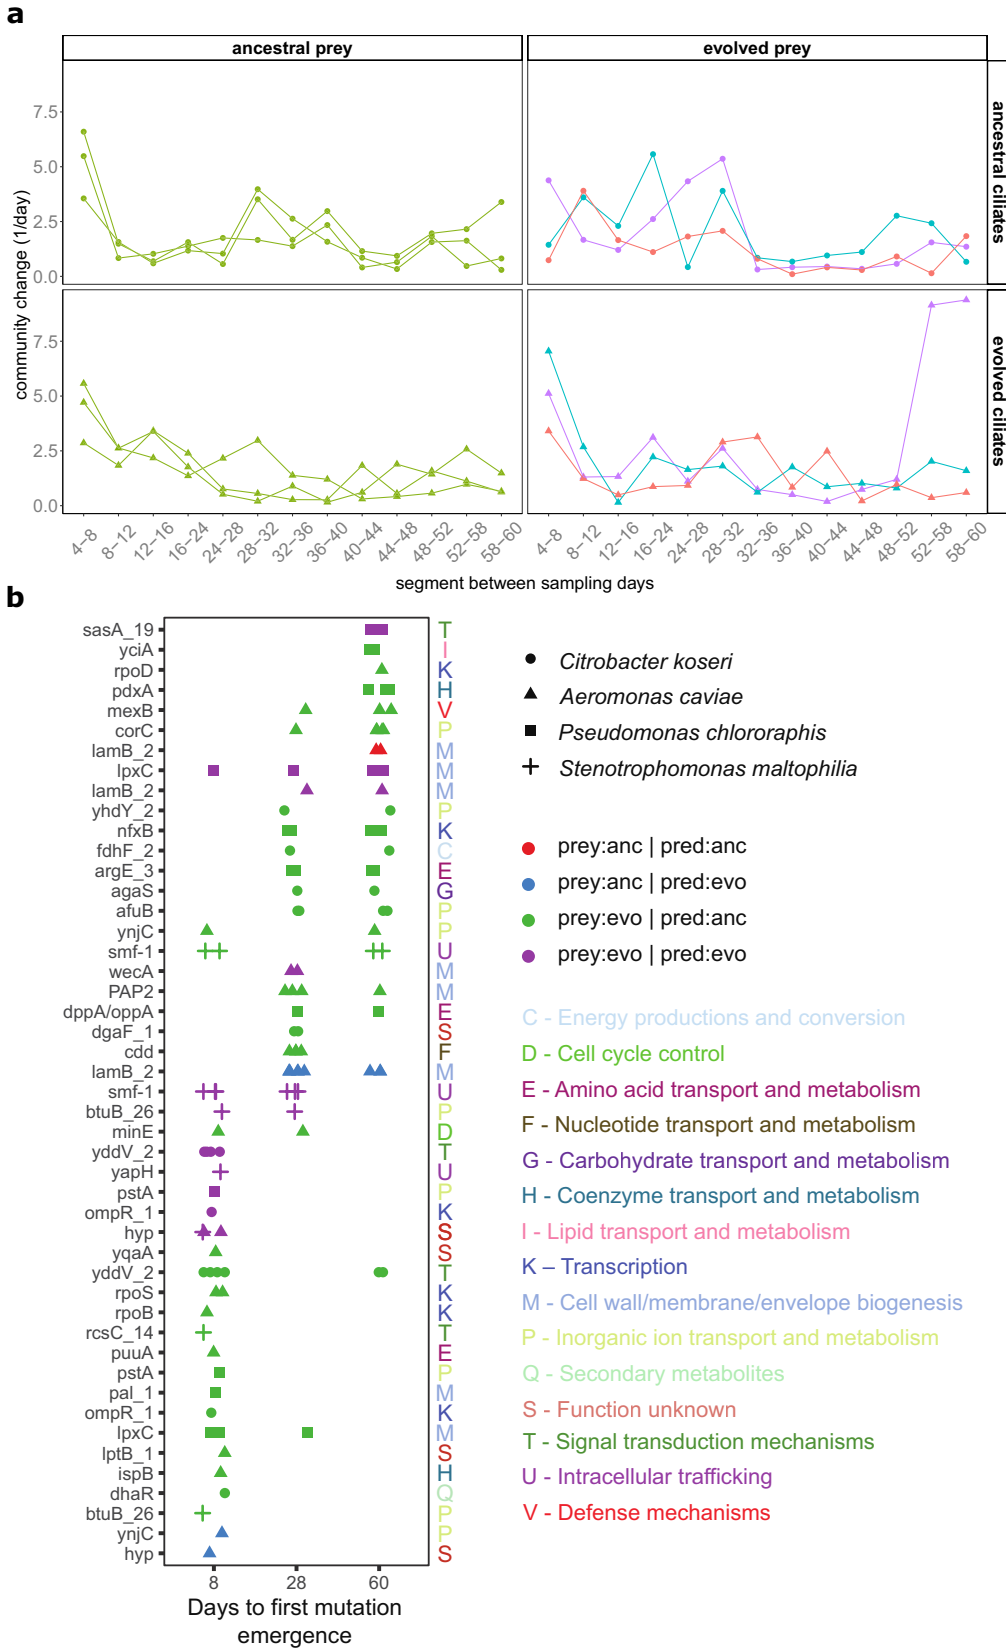 a
ancestral prey
evolved prey
ancestral ciliates
evolved ciliates
community change (1/day)
7.5
5.0
2.5
0.0
7.5
5.0
2.5
0.0
4−8
8−12
12−16
16−24
24−28
28−32
32−36
36−40
40−44
44−48
48−52
52−58
58−60
4−8
8−12
12−16
16−24
24−28
28−32
32−36
36−40
40−44
44−48
48−52
52−58
58−60
segment between sampling days
b
sasA_19 T
yciA I
rpoD K
pdxA H
mexB V
corC P
lamB_2 M
lpxC M
lamB_2 M
yhdY_2 P
nfxB K
fdhF_2 C
argE_3 E
agaS G
afuB P
ynjC P
smf-1 U
wecA M
PAP2 M
dppA/oppA E
dgaF_1 S
cdd F
lamB_2 M
smf-1 U
btuB_26 P
minE D
yddV_2 T
yapH U
pstA P
ompR_1 K
hyp S
yqaA S
yddV_2 T
rpoS K
rpoB K
rcsC_14 T
puuA E
pstA P
pal_1 M
ompR_1 K
lpxC M
lptB_1 S
ispB H
dhaR Q
btuB_26 P
ynjC P
hyp S
8 28 60
Days to first mutation
emergence
Citrobacter koseri
Aeromonas caviae
Pseudomonas chlororaphis
Stenotrophomonas maltophilia
prey:anc | pred:anc
prey:anc | pred:evo
prey:evo | pred:anc
prey:evo | pred:evo
C - Energy productions and conversion
D - Cell cycle control
E - Amino acid transport and metabolism
F - Nucleotide transport and metabolism
G - Carbohydrate transport and metabolism
H - Coenzyme transport and metabolism
I - Lipid transport and metabolism
K – Transcription
M - Cell wall/membrane/envelope biogenesis
P - Inorganic ion transport and metabolism
Q - Secondary metabolites
S - Function unknown
T - Signal transduction mechanisms
U - Intracellular trafficking
V - Defense mechanisms